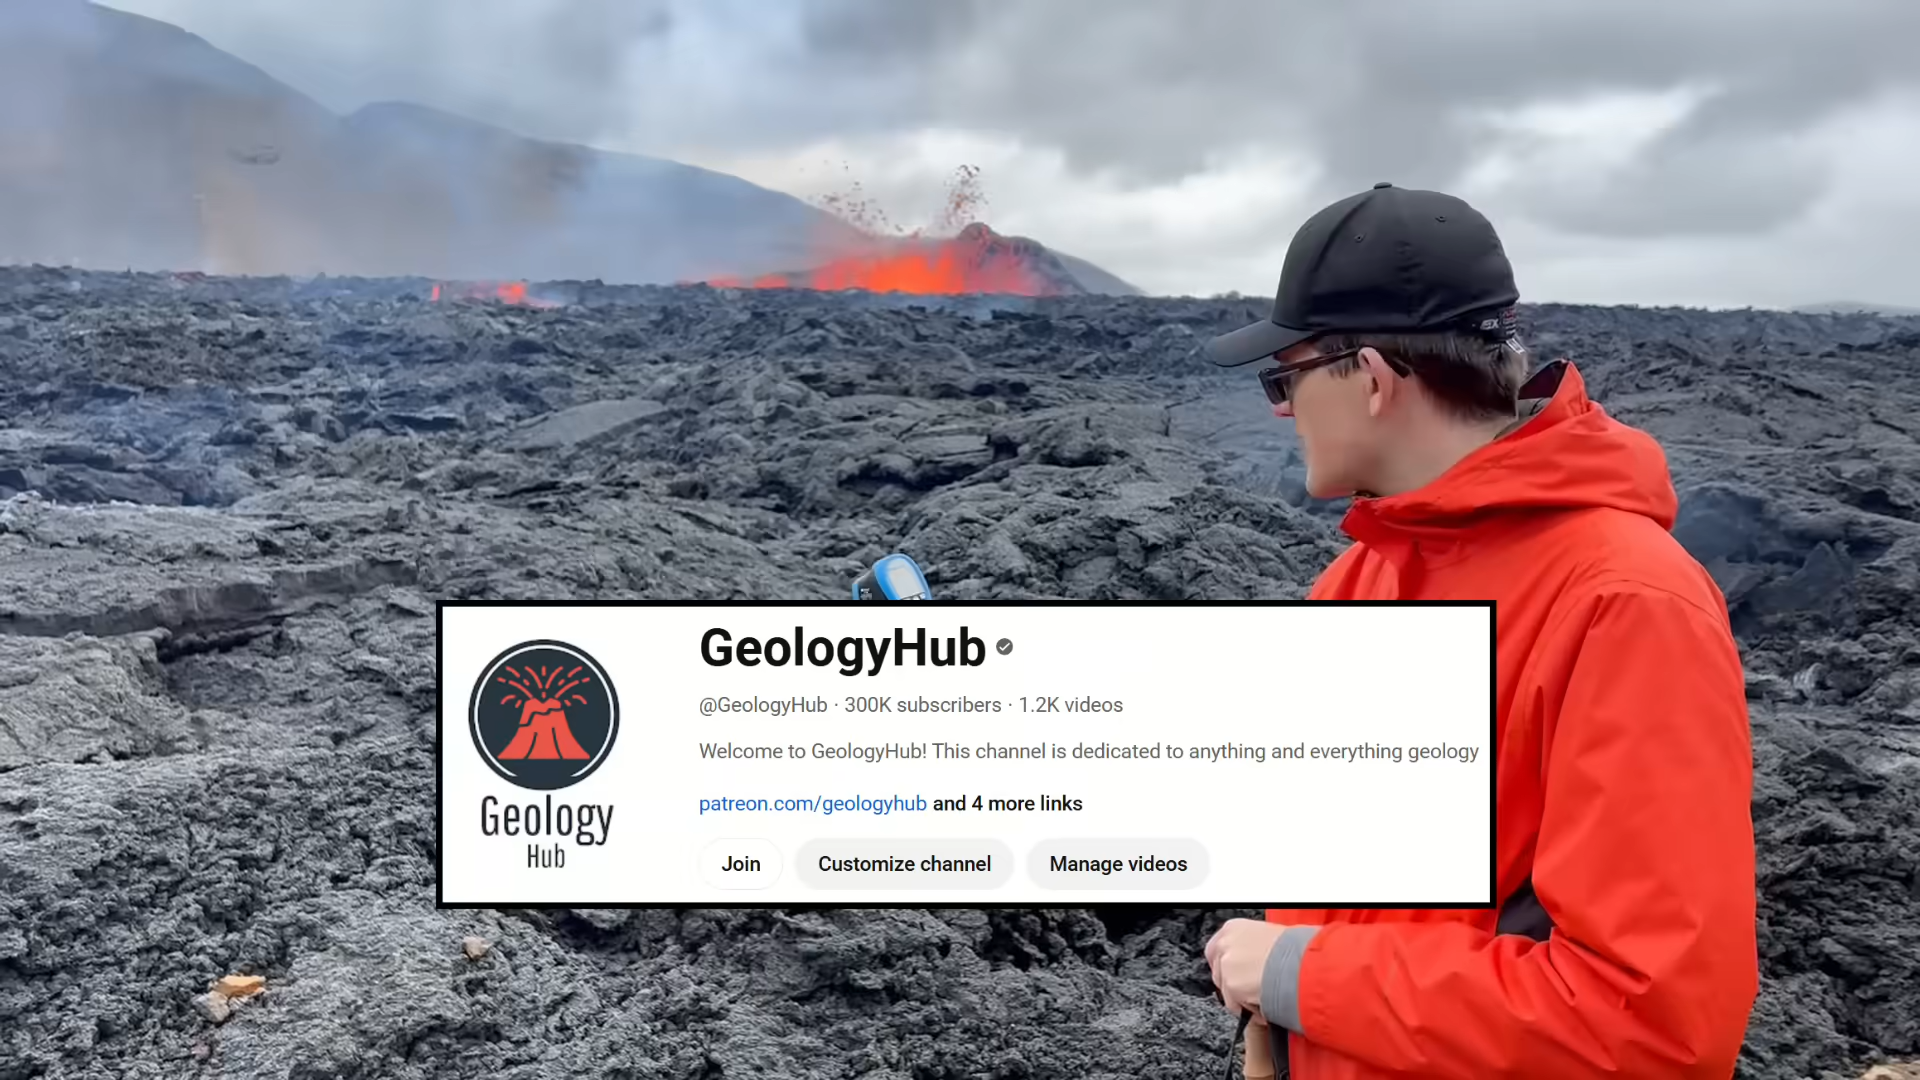 GeologyHub
@GeologyHub · 300K subscribers · 1.2K videos
Welcome to GeologyHub! This channel is dedicated to anything and everything geology
patreon.com/geologyhub and 4 more links
Join Customize channel Manage videos
Geology
Hub